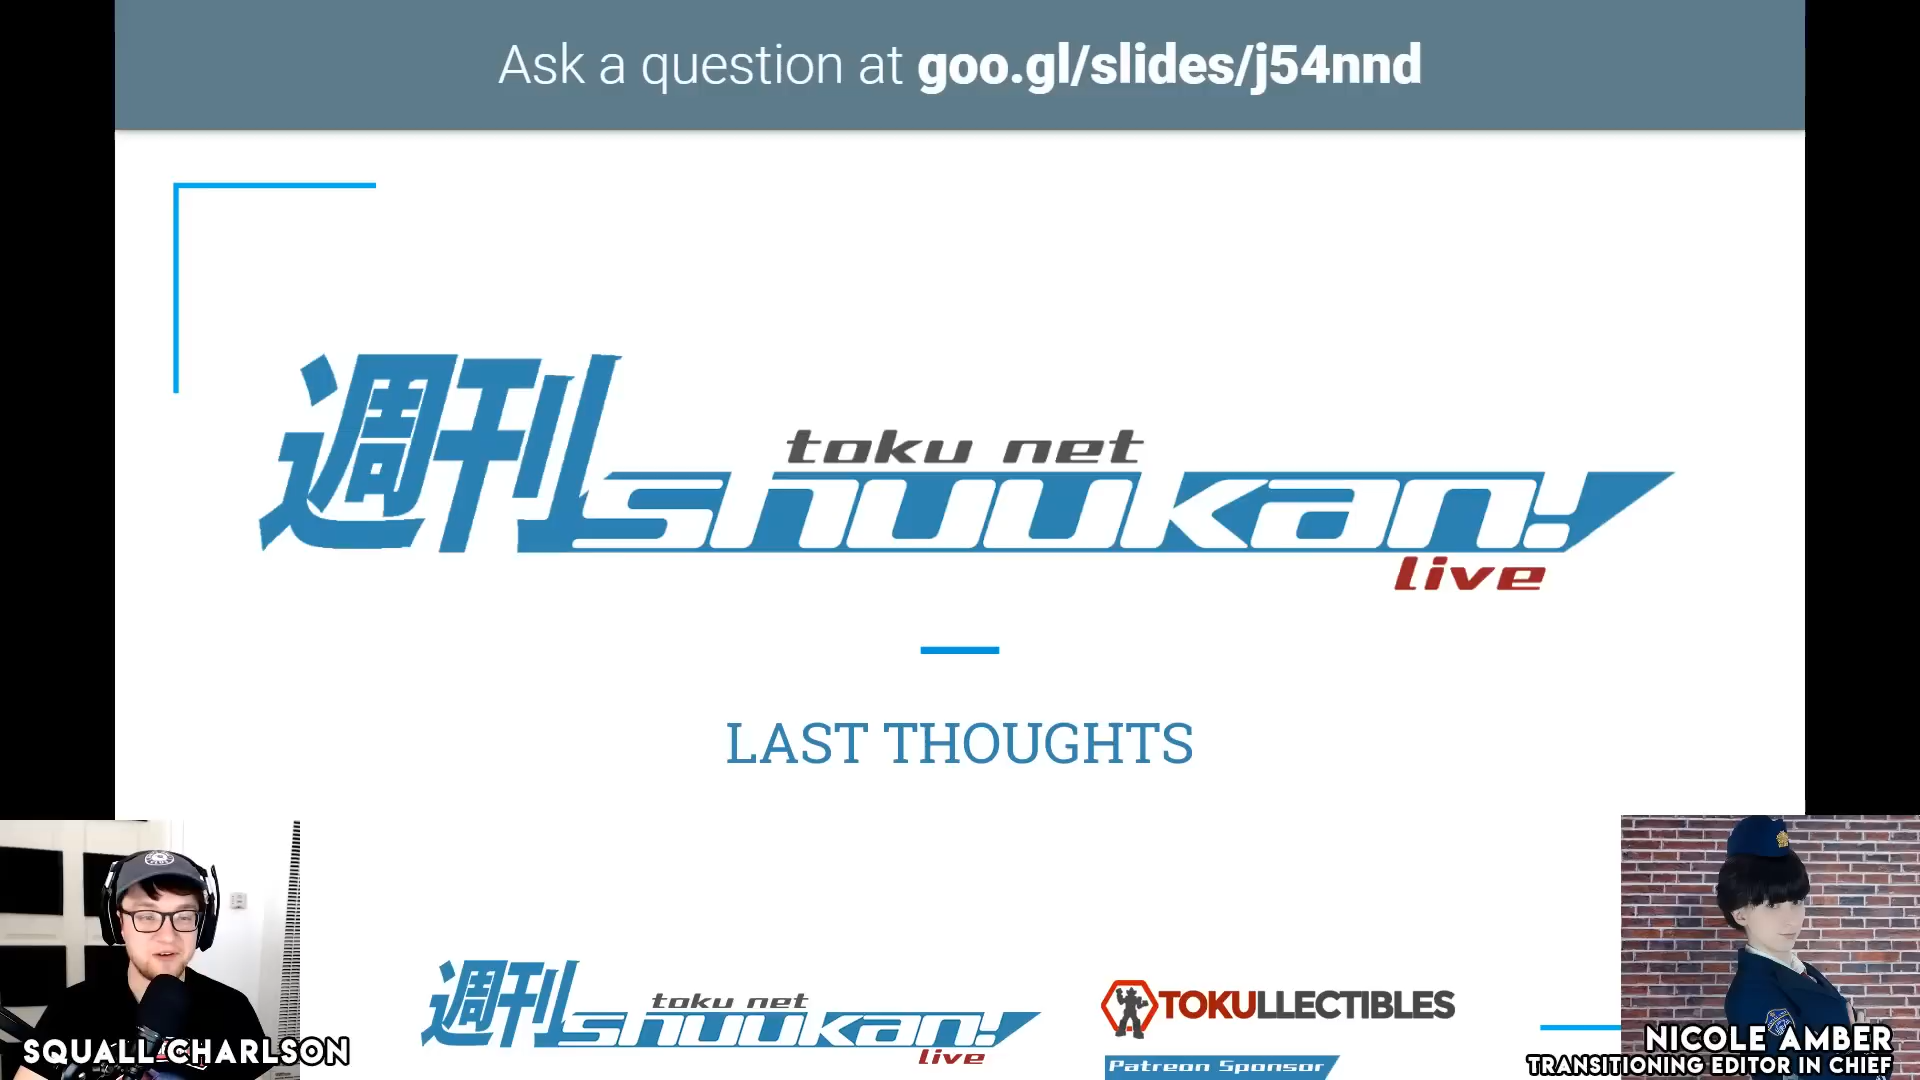 Ask a question at goo.gl/slides/j54nnd
週刊
toku net
shuukan!
live
LAST THOUGHTS
週刊
toku net
shuukan!
live
TOKULLECTIBLES
Patreon Sponsor
SQUALL CHARLSON
NICOLE AMBER
TRANSITIONING EDITOR IN CHIEF